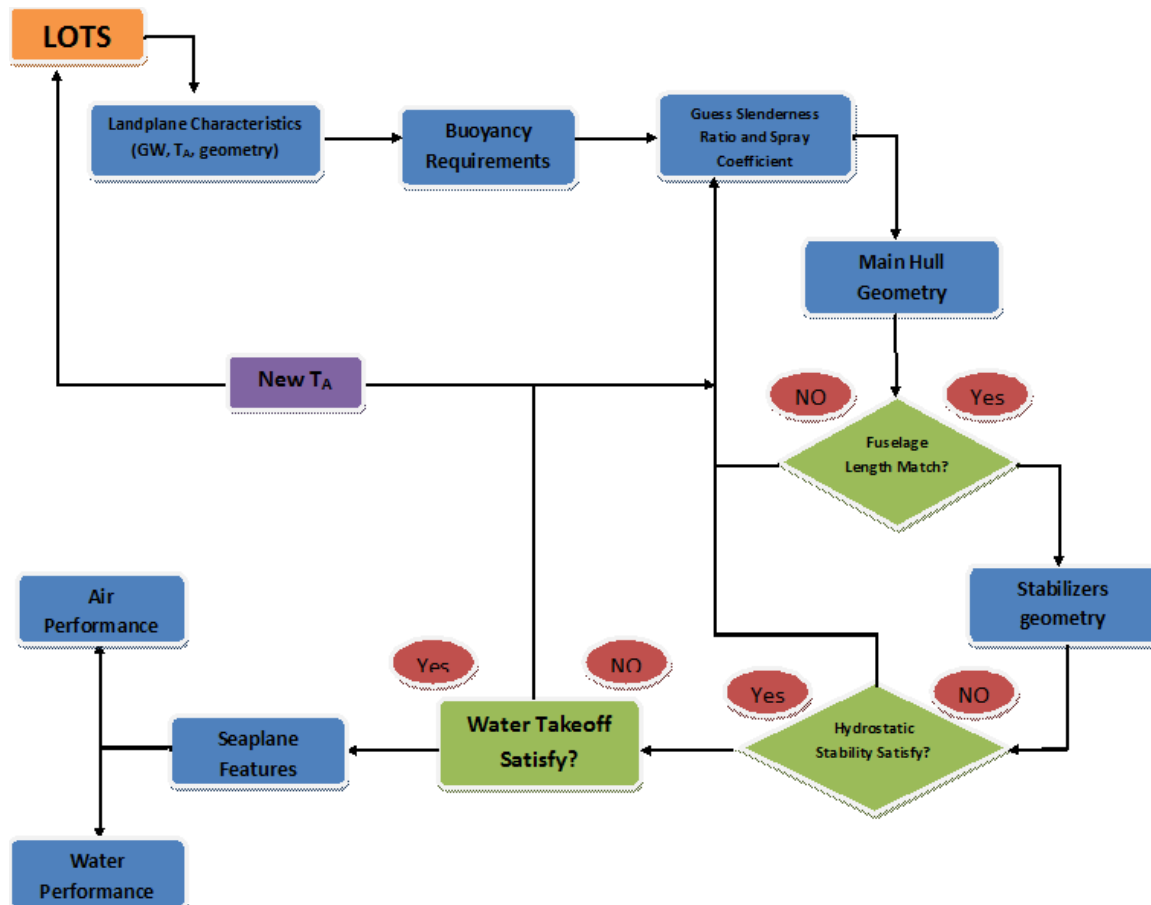 LOTS
Landplane Characteristics
(GW, TA, geometry)
Buoyancy
Requirements
Guess Slenderness
Ratio and Spray
Coefficient
Main Hull
Geometry
New TA
NO
Yes
Fuselage
Length Match?
Stabilizers
geometry
Air
Performance
Yes
NO
Yes
NO
Water Takeoff
Satisfy?
Hydrostatic
Stability Satisfy?
Seaplane
Features
Water
Performance